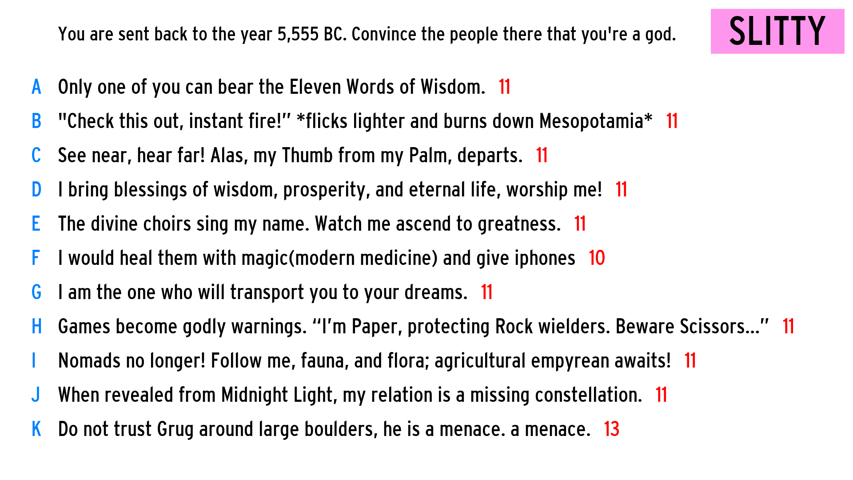 You are sent back to the year 5,555 BC. Convince the people there that you're a god.
SLITTY
A Only one of you can bear the Eleven Words of Wisdom. 11
B "Check this out, instant fire!” *flicks lighter and burns down Mesopotamia* 11
C See near, hear far! Alas, my Thumb from my Palm, departs. 11
D I bring blessings of wisdom, prosperity, and eternal life, worship me! 11
E The divine choirs sing my name. Watch me ascend to greatness. 11
F I would heal them with magic(modern medicine) and give iphones 10
G I am the one who will transport you to your dreams. 11
H Games become godly warnings. “I’m Paper, protecting Rock wielders. Beware Scissors...” 11
I Nomads no longer! Follow me, fauna, and flora; agricultural empyrean awaits! 11
J When revealed from Midnight Light, my relation is a missing constellation. 11
K Do not trust Grug around large boulders, he is a menace. a menace. 13